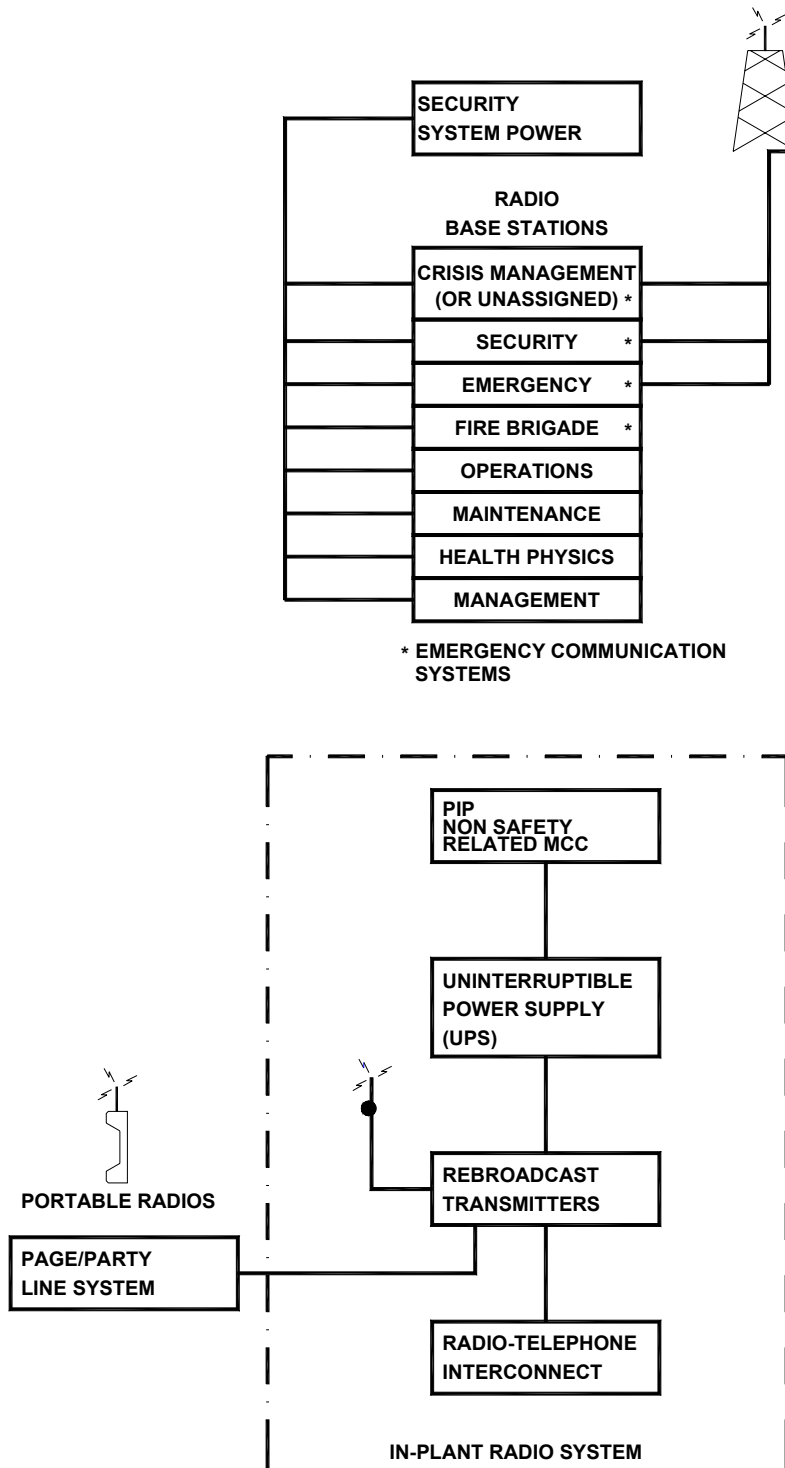 SECURITY
SYSTEM POWER
RADIO
BASE STATIONS
CRISIS MANAGEMENT
(OR UNASSIGNED) *
SECURITY *
EMERGENCY *
FIRE BRIGADE *
OPERATIONS
MAINTENANCE
HEALTH PHYSICS
MANAGEMENT
* EMERGENCY COMMUNICATION
SYSTEMS
PIP
NON SAFETY
RELATED MCC
UNINTERRUPTIBLE
POWER SUPPLY
(UPS)
PORTABLE RADIOS
REBROADCAST
TRANSMITTERS
PAGE/PARTY
LINE SYSTEM
RADIO-TELEPHONE
INTERCONNECT
IN-PLANT RADIO SYSTEM